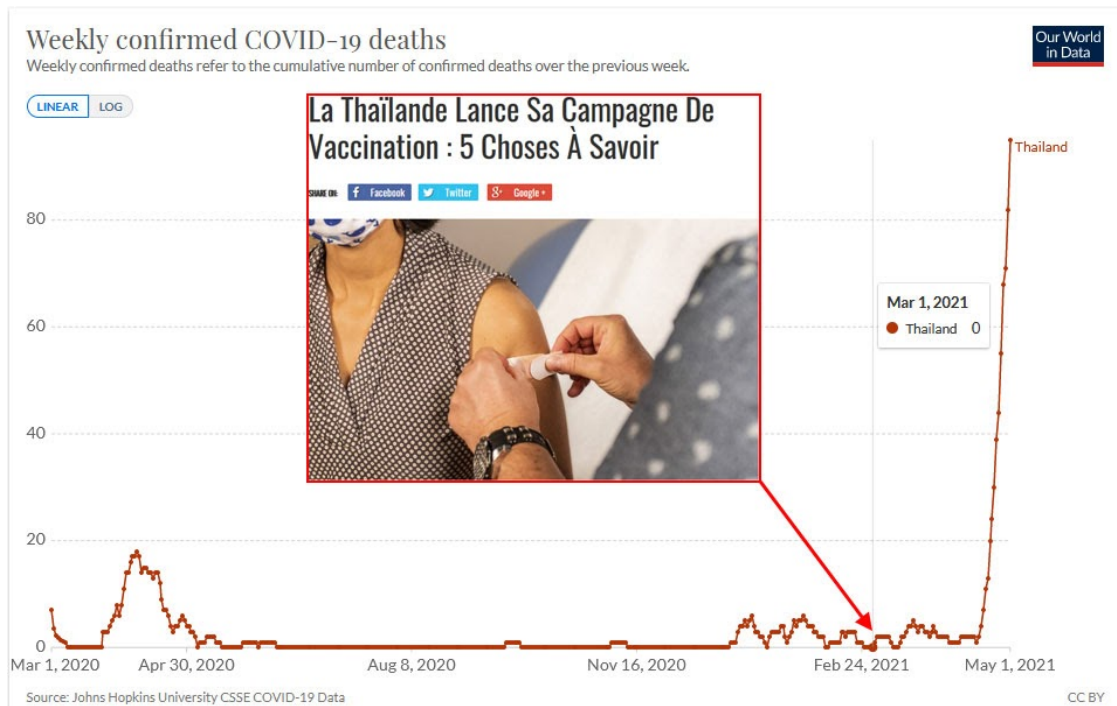 Weekly confirmed COVID-19 deaths
Weekly confirmed deaths refer to the cumulative number of confirmed deaths over the previous week.
Our World
in Data
LINEAR LOG
La Thaïlande Lance Sa Campagne De
Vaccination : 5 Choses À Savoir
SHARE ON: f Facebook Twitter g+ Google +
Thailand
80
Mar 1, 2021
Thailand 0
60
40
20
0
Mar 1, 2020 Apr 30, 2020 Aug 8, 2020 Nov 16, 2020 Feb 24, 2021 May 1, 2021
Source: Johns Hopkins University CSSE COVID-19 Data CC BY